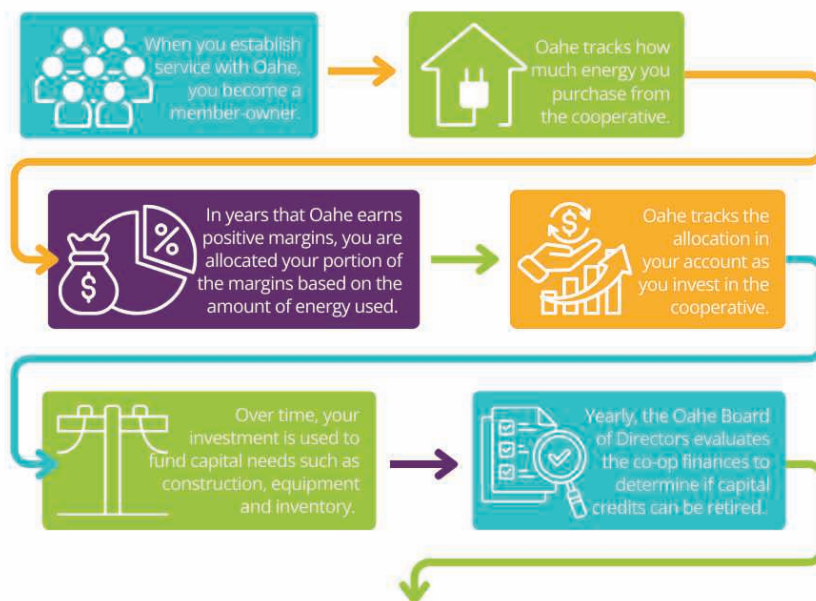 When you establish
service with Oahe,
you become a
member-owner.
Oahe tracks how
much energy you
purchase from
the cooperative.
In years that Oahe earns
positive margins, you are
allocated your portion of
the margins based on the
amount of energy used.
%
$
Oahe tracks the
allocation in
your account as
you invest in the
cooperative.
$
Over time, your
investment is used to
fund capital needs such as
construction, equipment
and inventory.
Yearly, the Oahe Board
of Directors evaluates
the co-op finances to
determine if capital
credits can be retired.